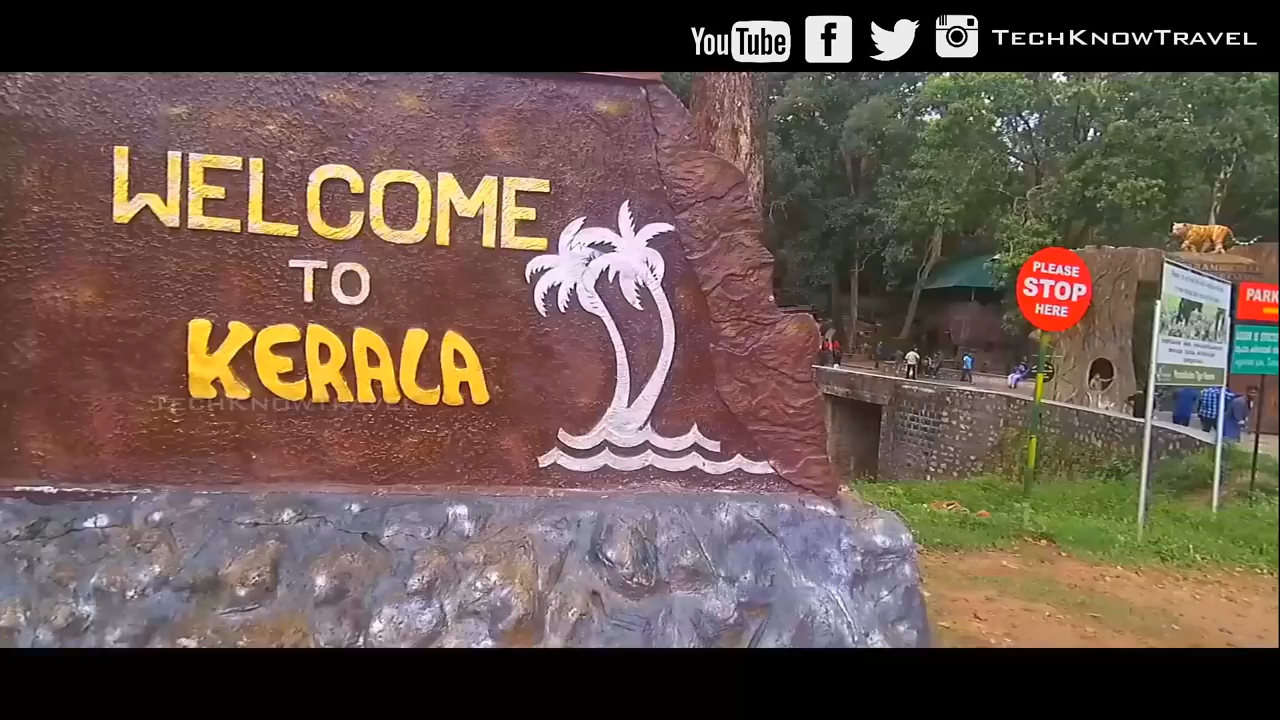 YouTube TECHKNOWTRAVEL
WELCOME
TO
KERALA
TECHKNOWTRAVEL
PLEASE
STOP
HERE
PARK